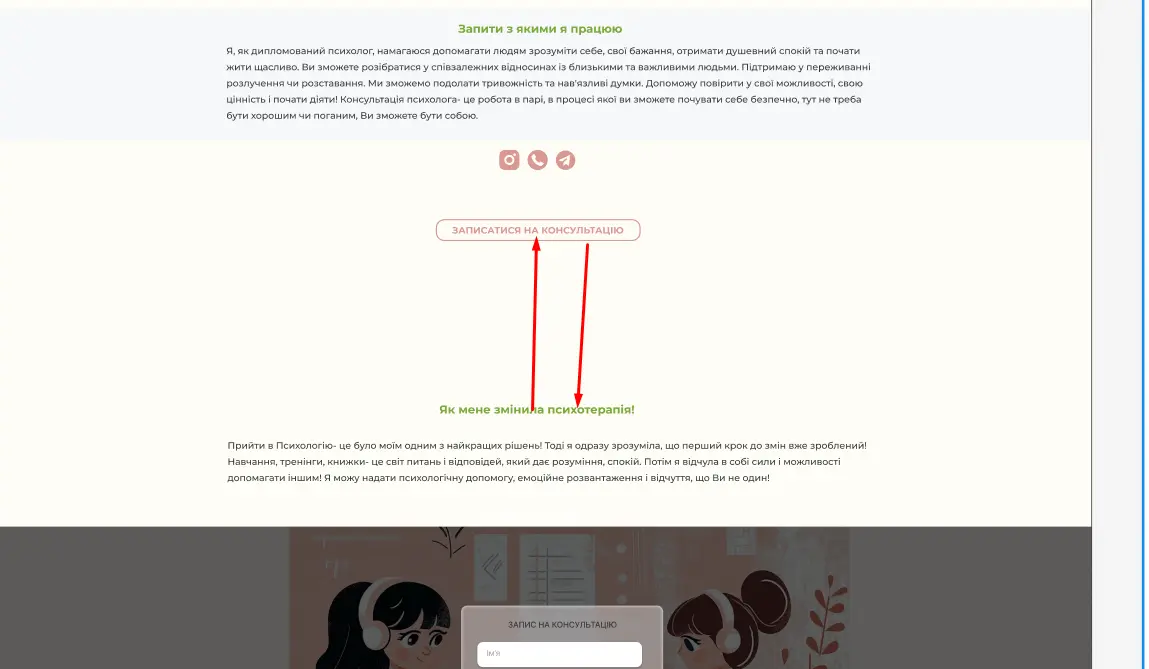 Запити з якими я працюю
Я, як дипломований психолог, намагаюся допомагати людям зрозуміти себе, свої бажання, отримати душевний спокій та почати
жити щасливо. Ви зможете розібратися у співзалежних відносинах із близькими та важливими людьми. Підтримаю у переживанні
розлучення чи розставання. Ми зможемо подолати тривожність та нав'язливі думки. Допоможу повірити у свої можливості, свою
цінність і почати діяти! Консультація психолога- це робота в парі, в процесі якої ви зможете почувати себе безпечно, тут не треба
бути хорошим чи поганим, Ви зможете бути собою.
ЗАПИСАТИСЯ НА КОНСУЛЬТАЦІЮ
Як мене змінила психотерапія!
Прийти в Психологію- це було моїм одним з найкращих рішень! Тоді я одразу зрозуміла, що перший крок до змін вже зроблений!
Навчання, тренінги, книжки- це світ питань і відповідей, який дає розуміння, спокій. Потім я відчула в собі сили і можливості
допомагати іншим! Я можу надати психологічну допомогу, емоційне розвантаження і відчуття, що Ви не один!
ЗАПИС НА КОНСУЛЬТАЦІЮ
Ім'я